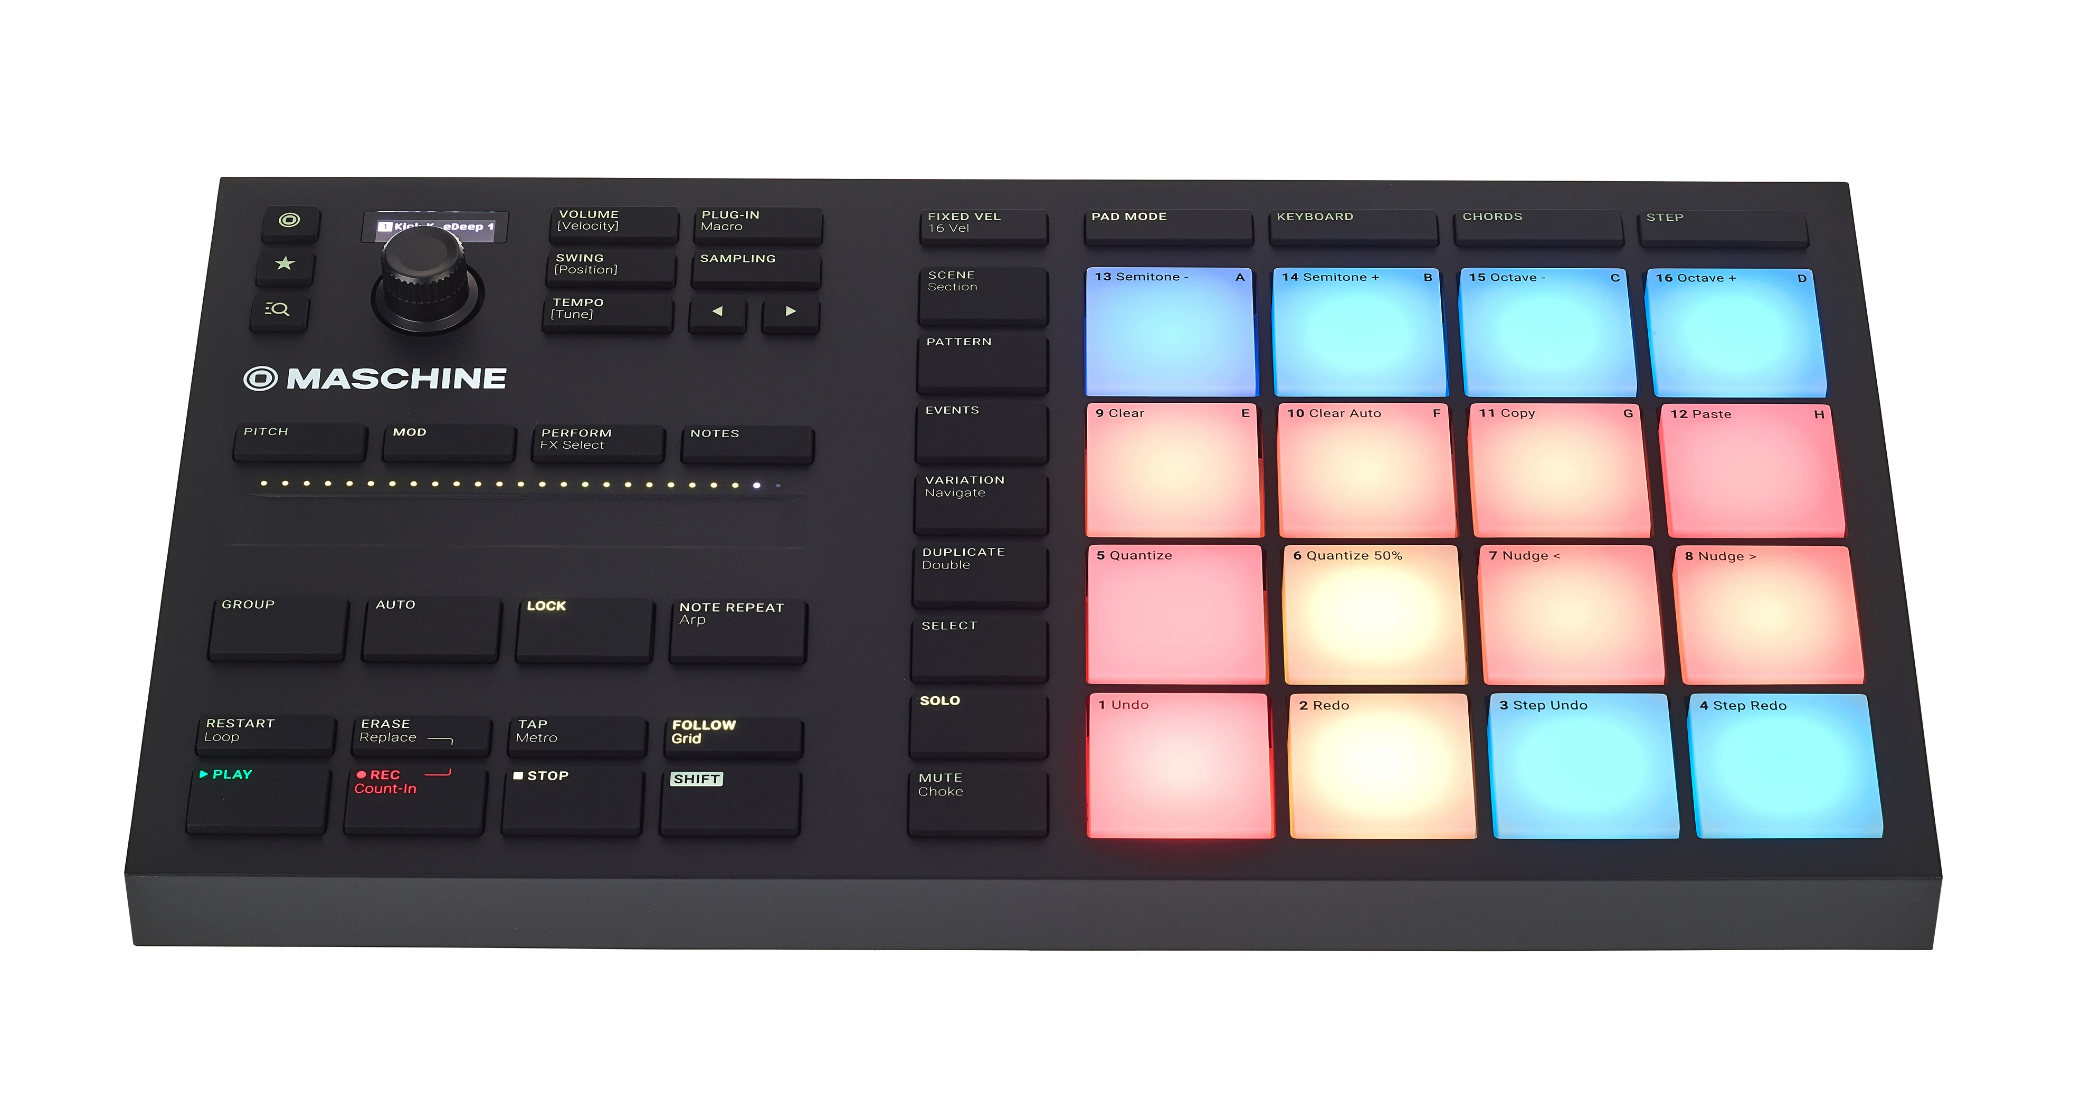 1 Kick K eDeep 1
VOLUME
[Velocity]
PLUG-IN
Macro
SWING
[Position]
SAMPLING
TEMPO
[Tune]
MASCHINE
PITCH
MOD
PERFORM
FX Select
NOTES
GROUP
AUTO
LOCK
NOTE REPEAT
Arp
RESTART
Loop
ERASE
Replace
TAP
Metro
FOLLOW
Grid
PLAY
REC
Count-In
STOP
SHIFT
FIXED VEL
16 Vel
SCENE
Section
PATTERN
EVENTS
VARIATION
Navigate
DUPLICATE
Double
SELECT
SOLO
MUTE
Choke
PAD MODE
KEYBOARD
CHORDS
STEP
13 Semitone - A
14 Semitone + B
15 Octave - C
16 Octave + D
9 Clear E
10 Clear Auto F
11 Copy G
12 Paste H
5 Quantize
6 Quantize 50%
7 Nudge <
8 Nudge >
1 Undo
2 Redo
3 Step Undo
4 Step Redo